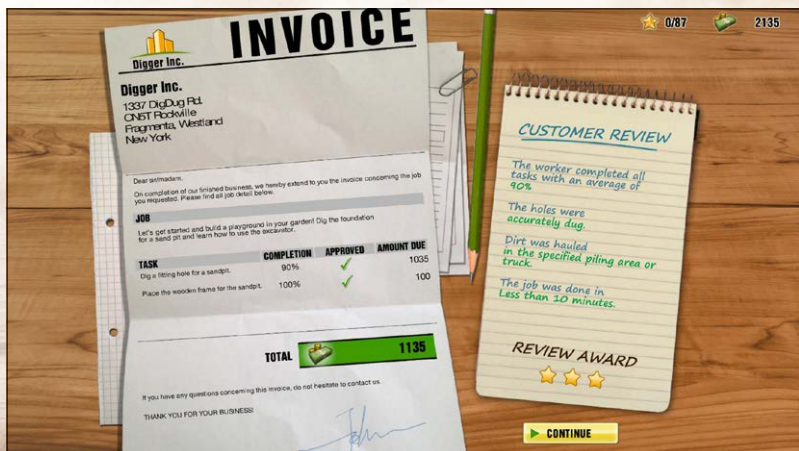 INVOICE
Digger Inc.
Digger Inc.
1337 DigDug Rd.
CN5T Rockville
Fragmenta, Westland
New York
Dear sir/madam,
On completion of our finished business, we hereby extend to you the invoice concerning the job
you requested. Please find all job detail below.
JOB
Let's get started and build a playground in your garden! Dig the foundation
for a sand pit and learn how to use the excavator.
TASK COMPLETION APPROVED AMOUNT DUE
Dig a fitting hole for a sandpit. 90% 1035
Place the wooden frame for the sandpit. 100% 100
TOTAL 1135
If you have any questions concerning this invoice, do not hesitate to contact us.
THANK YOU FOR YOUR BUSINESS!
0/87 2135
CUSTOMER REVIEW
The worker completed all
tasks with an average of
90%
The holes were
accurately dug.
Dirt was hauled
in the specified piling area or
truck.
The job was done in
Less than 10 minutes.
REVIEW AWARD
CONTINUE